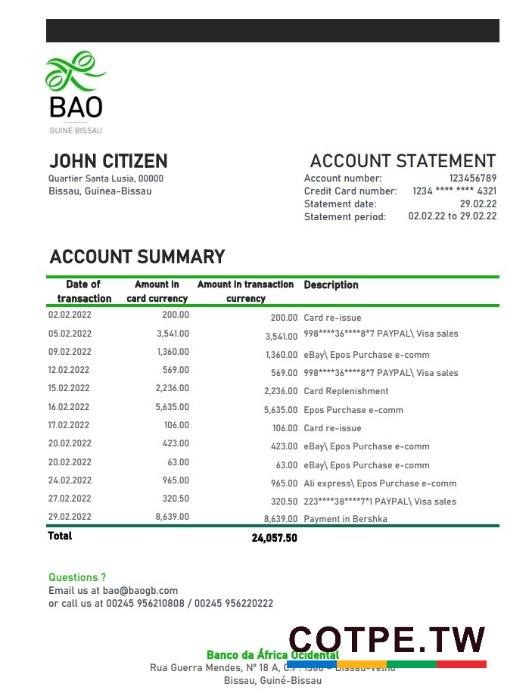 BAO
GUINÉ BISSAU
JOHN CITIZEN
Quartier Santa Lusia, 00000
Bissau, Guinea-Bissau
ACCOUNT STATEMENT
Account number: 123456789
Credit Card number: 1234 **** **** 4321
Statement date: 29.02.22
Statement period: 02.02.22 to 29.02.22
ACCOUNT SUMMARY
Date of transaction Amount in card currency Amount in transaction currency Description
02.02.2022 200.00 200.00 Card re-issue
05.02.2022 3,541.00 3,541.00 998****36****8*7 PAYPAL\ Visa sales
09.02.2022 1,360.00 1,360.00 eBay\ Epos Purchase e-comm
12.02.2022 569.00 569.00 998****36****8*7 PAYPAL\ Visa sales
15.02.2022 2,236.00 2,236.00 Card Replenishment
16.02.2022 5,635.00 5,635.00 Epos Purchase e-comm
17.02.2022 106.00 106.00 Card re-issue
20.02.2022 423.00 423.00 eBay\ Epos Purchase e-comm
20.02.2022 63.00 63.00 eBay\ Epos Purchase e-comm
24.02.2022 965.00 965.00 Ali express\ Epos Purchase e-comm
27.02.2022 320.50 320.50 223****38****7*1 PAYPAL\ Visa sales
29.02.2022 8,639.00 8,639.00 Payment in Bershka
Total 24,057.50
Questions ?
Email us at bao@baogb.com
or call us at 00245 956210808 / 00245 956220222
COTPE.TW
Banco da África Ocidental
Rua Guerra Mendes, Nº 18 A,
Bissau, Guiné-Bissau